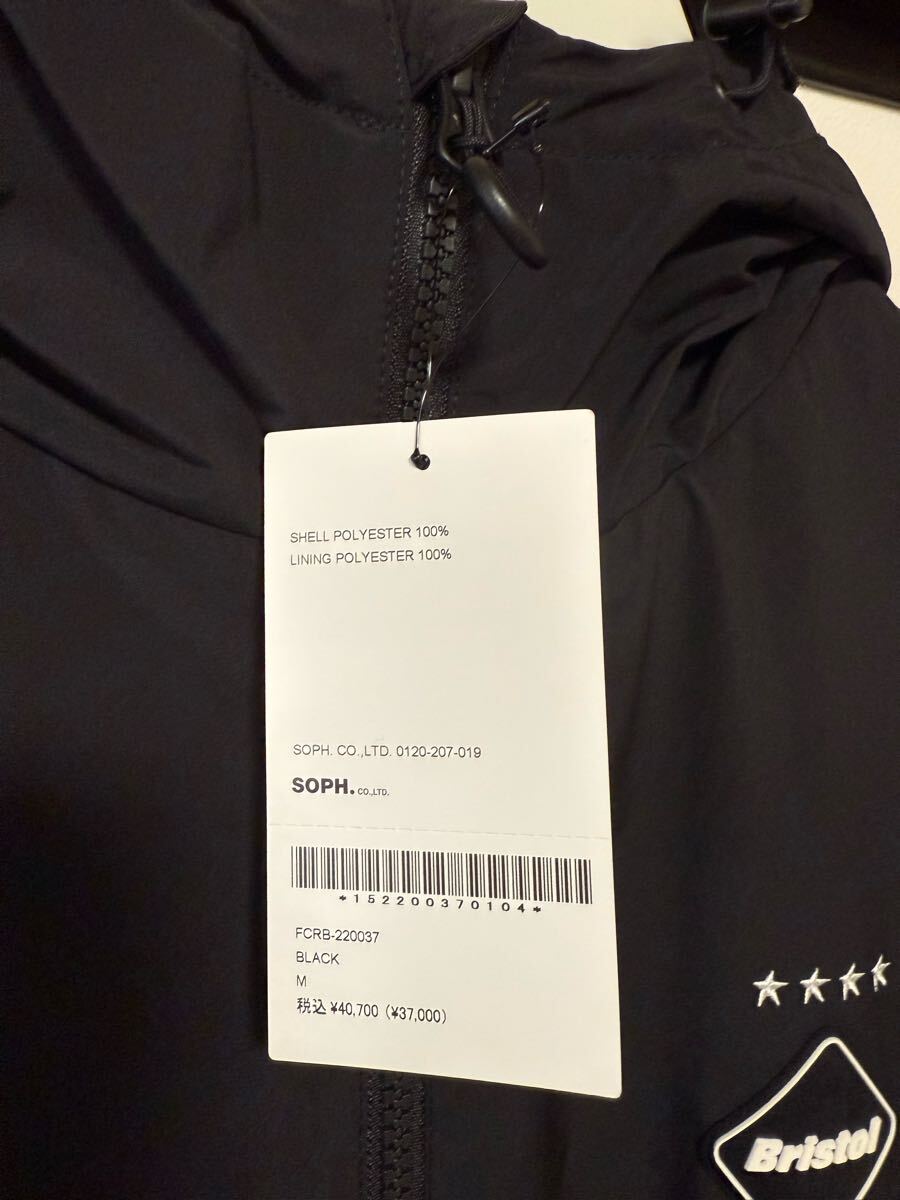 SHELL POLYESTER 100%
LINING POLYESTER 100%
SOPH. CO.,LTD. 0120-207-019
SOPH. CO.,LTD.
*152200370104*
FCRB-220037
BLACK
M
税込 ¥40,700 (¥37,000)
Bristol